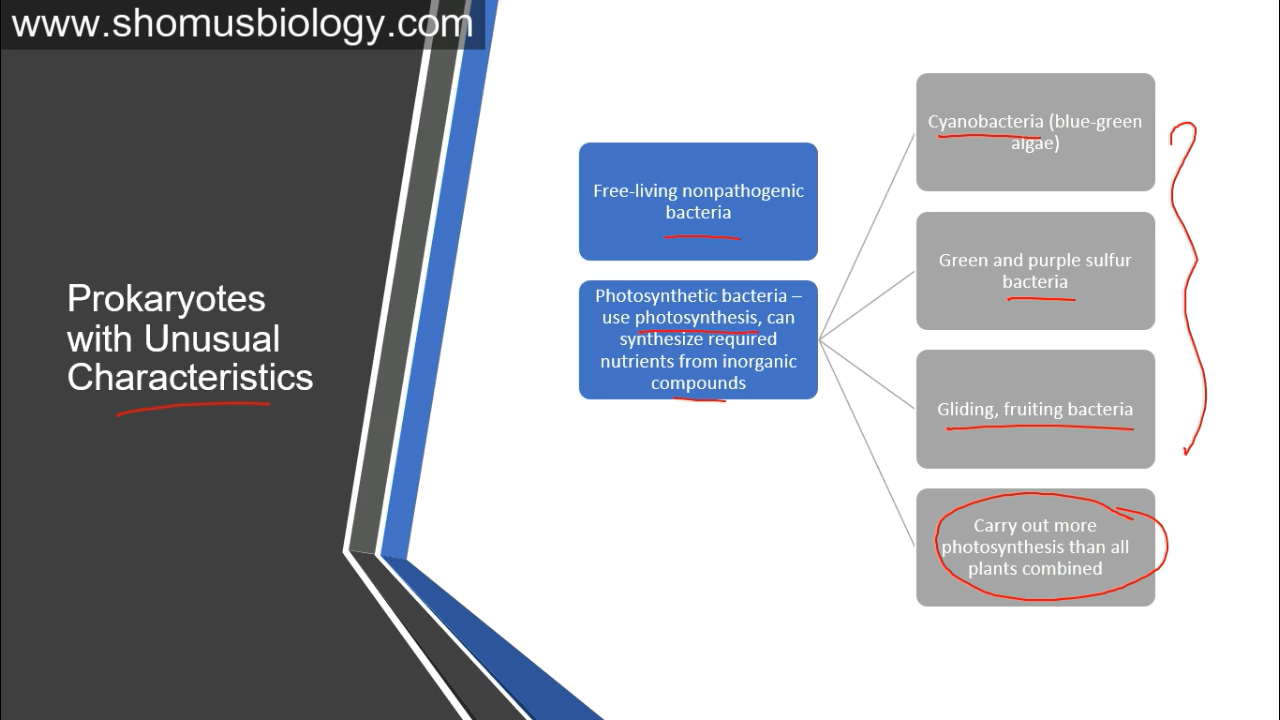 www.shomusbiology.com
Prokaryotes
with Unusual
Characteristics
Free-living nonpathogenic
bacteria
Photosynthetic bacteria –
use photosynthesis, can
synthesize required
nutrients from inorganic
compounds
Cyanobacteria (blue-green
algae)
Green and purple sulfur
bacteria
Gliding, fruiting bacteria
Carry out more
photosynthesis than all
plants combined